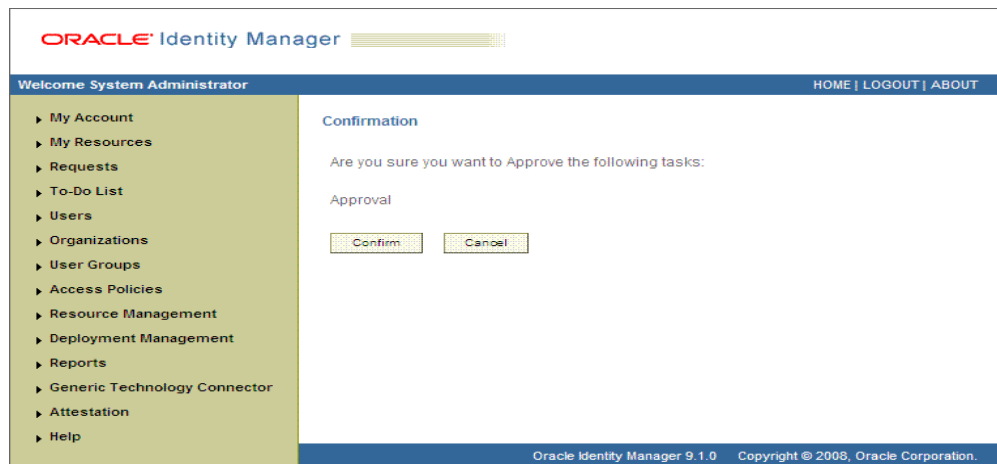 ORACLE Identity Manager
Welcome System Administrator
HOME | LOGOUT | ABOUT
My Account
My Resources
Requests
To-Do List
Users
Organizations
User Groups
Access Policies
Resource Management
Deployment Management
Reports
Generic Technology Connector
Attestation
Help
Confirmation
Are you sure you want to Approve the following tasks:
Approval
Confirm Cancel
Oracle Identity Manager 9.1.0 Copyright © 2008, Oracle Corporation.